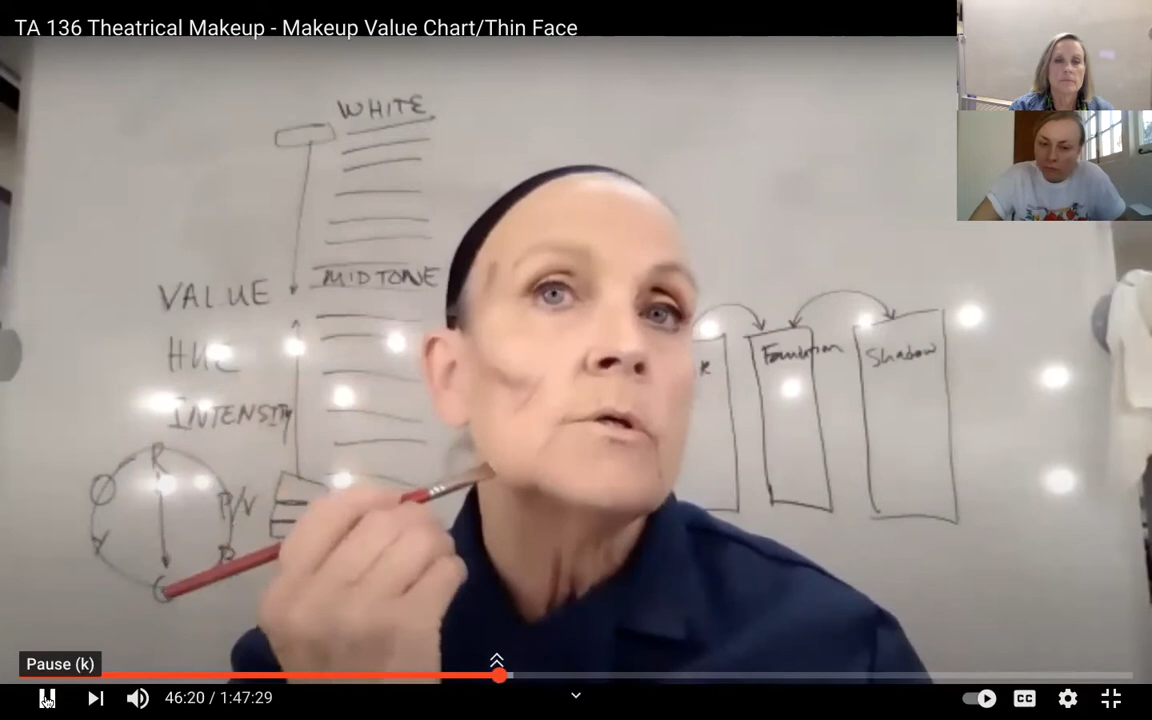 TA 136 Theatrical Makeup - Makeup Value Chart/Thin Face
WHITE
MIDTONE
VALUE
HUE
INTENSITY
R
O
P/V
Y
B
G
K
Foundation
Shadow
Pause (k)
46:20 / 1:47:29
CC